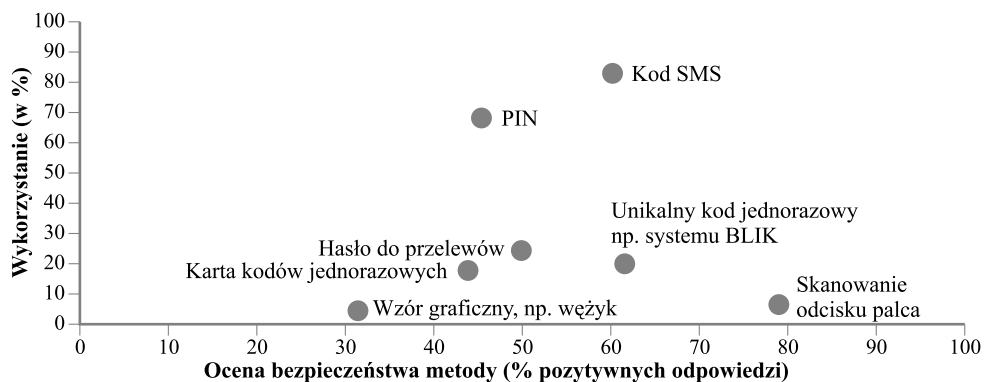 100
90
80
70
60
50
40
30
20
10
0
Wykorzystanie (w %)
Kod SMS
PIN
Unikalny kod jednorazowy
np. systemu BLIK
Hasło do przelewów
Karta kodów jednorazowych
Skanowanie
odcisku palca
Wzór graficzny, np. wężyk
0 10 20 30 40 50 60 70 80 90 100
Ocena bezpieczeństwa metody (% pozytywnych odpowiedzi)